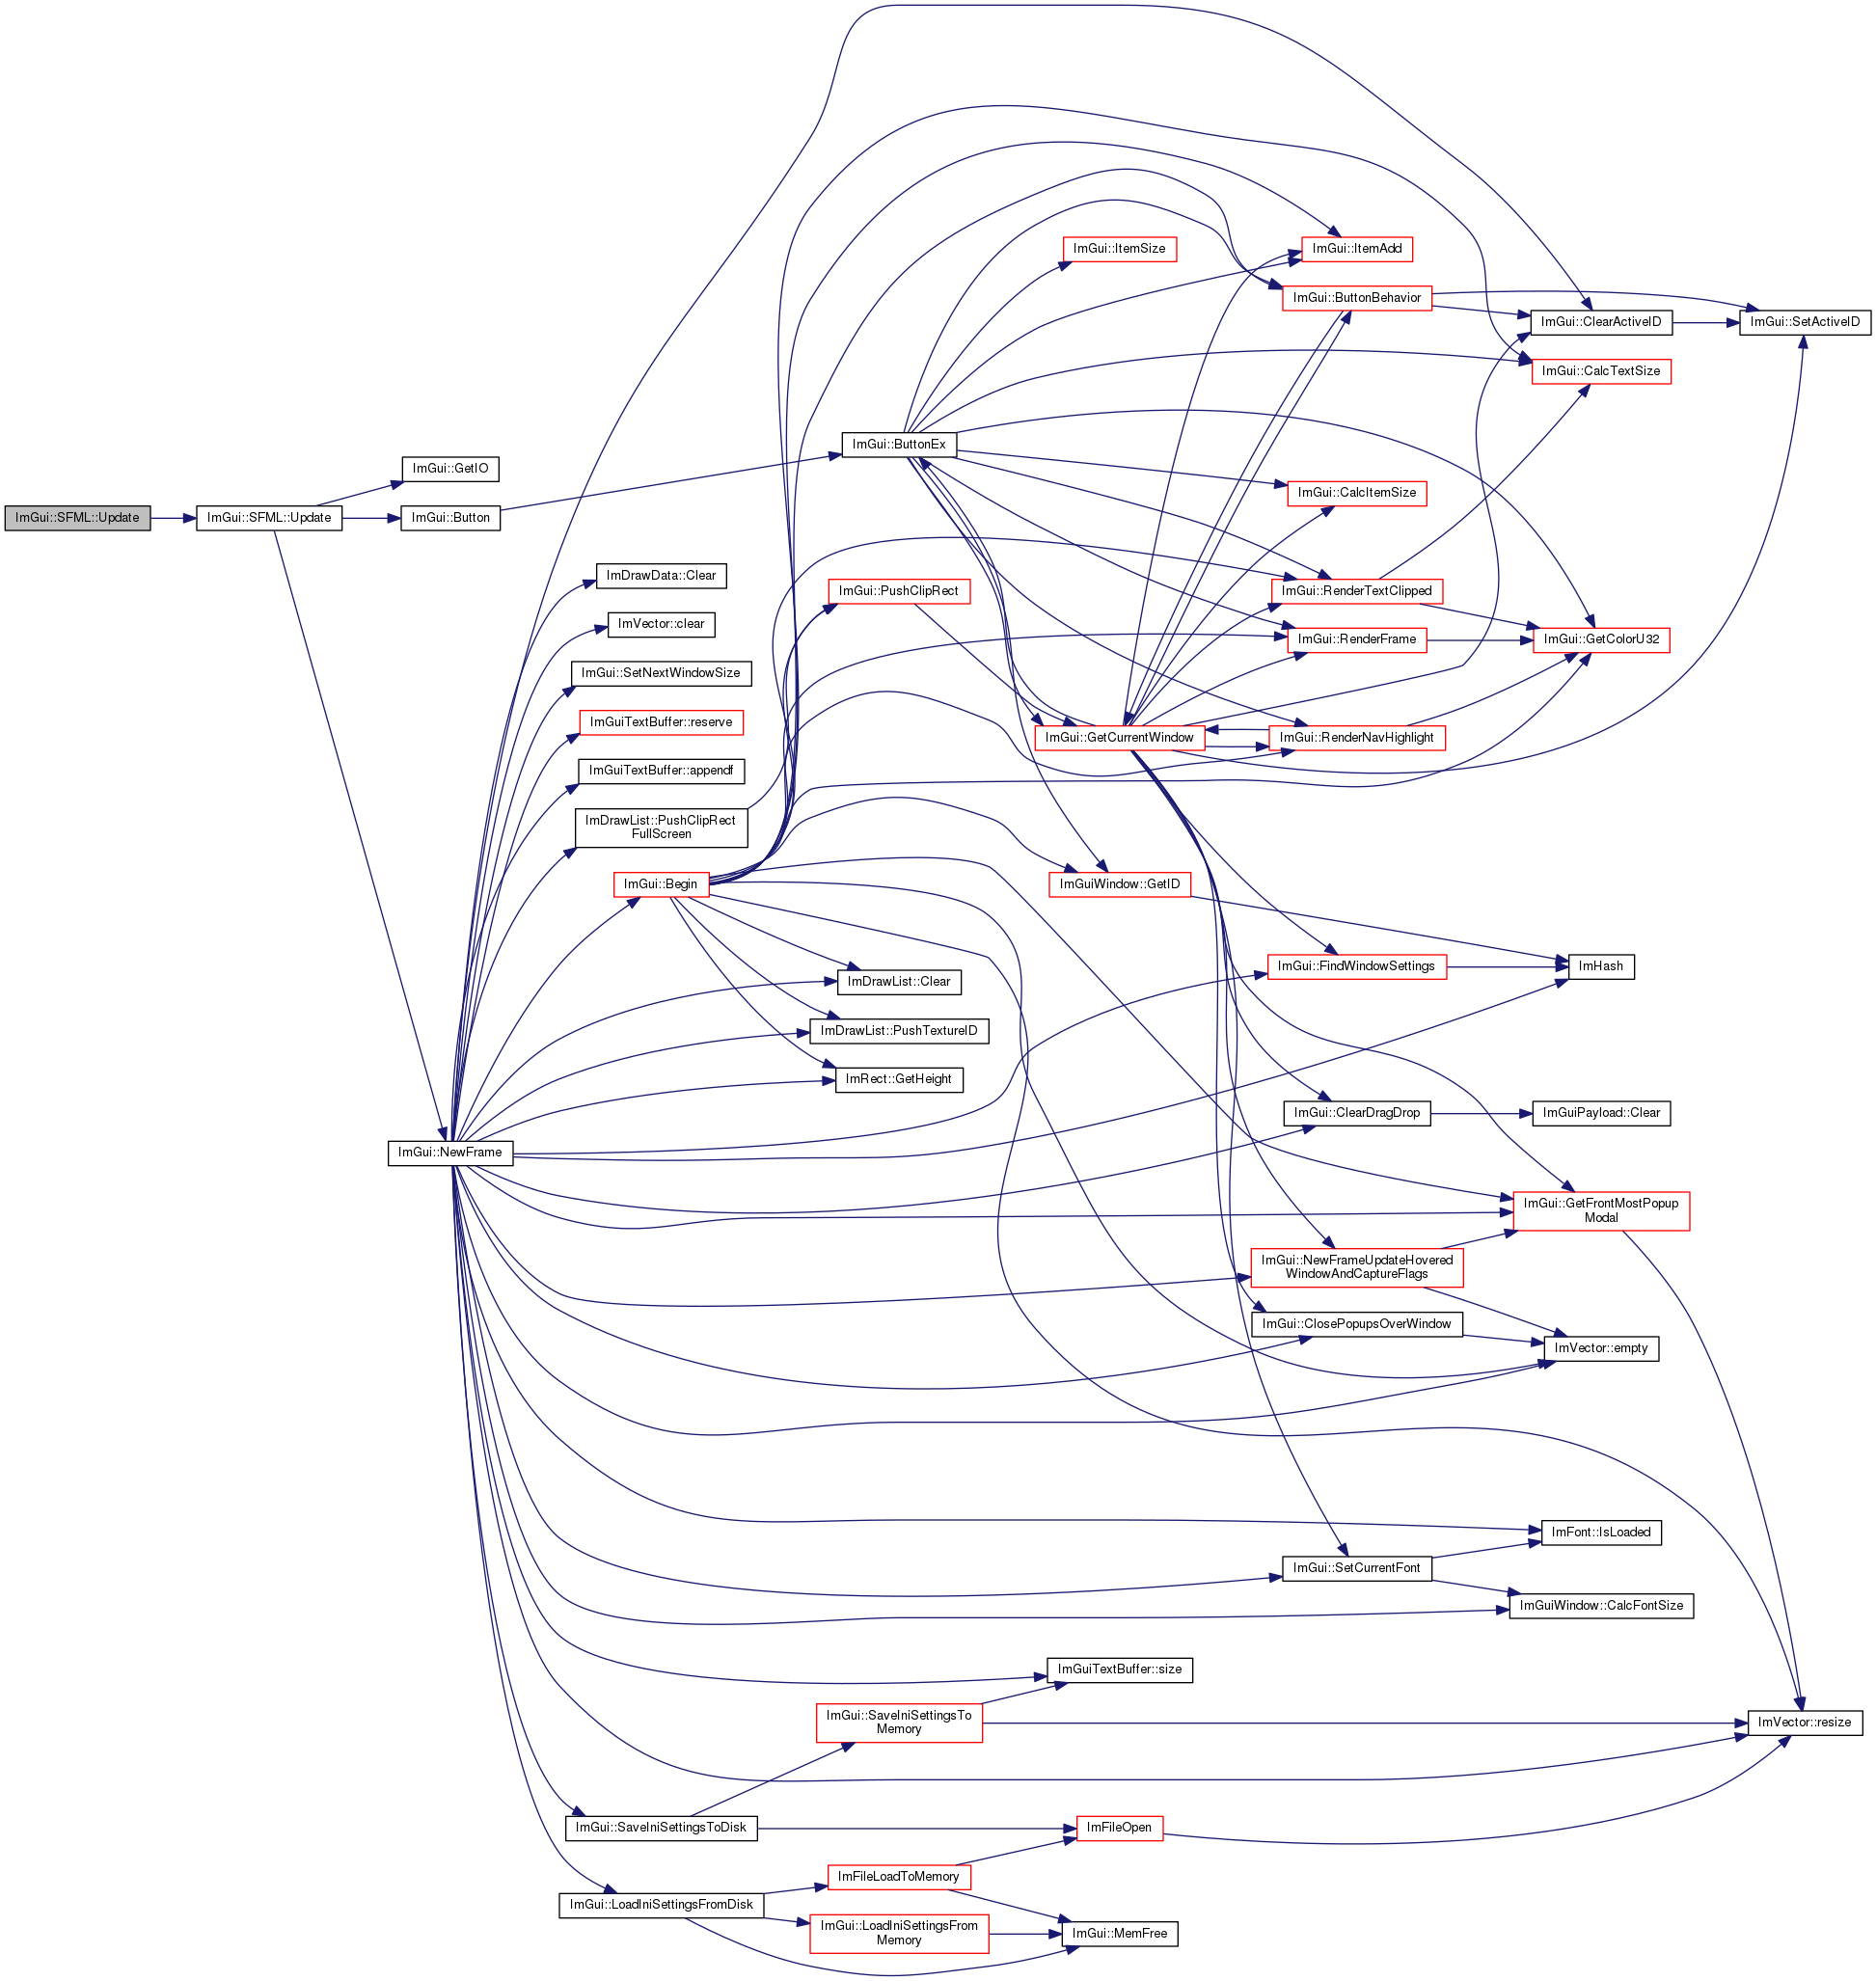 ImGui::SFML::Update
ImGui::SFML::Update
ImGui::GetIO
ImGui::Button
ImGui::NewFrame
ImDrawData::Clear
ImVector::clear
ImGui::SetNextWindowSize
ImGuiTextBuffer::reserve
ImGuiTextBuffer::appendf
ImDrawList::PushClipRect
FullScreen
ImGui::Begin
ImGui::SaveIniSettingsToDisk
ImGui::LoadIniSettingsFromDisk
ImGui::ButtonEx
ImGui::PushClipRect
ImDrawList::Clear
ImDrawList::PushTextureID
ImRect::GetHeight
ImGui::SaveIniSettingsTo
Memory
ImFileLoadToMemory
ImGui::LoadIniSettingsFrom
Memory
ImGui::ItemSize
ImGui::GetCurrentWindow
ImGuiWindow::GetID
ImGuiTextBuffer::size
ImFileOpen
ImGui::MemFree
ImGui::ItemAdd
ImGui::ButtonBehavior
ImGui::CalcItemSize
ImGui::RenderTextClipped
ImGui::RenderFrame
ImGui::RenderNavHighlight
ImGui::FindWindowSettings
ImGui::ClearDragDrop
ImGui::NewFrameUpdateHovered
WindowAndCaptureFlags
ImGui::ClosePopupsOverWindow
ImGui::SetCurrentFont
ImGui::ClearActiveID
ImGui::CalcTextSize
ImGui::GetColorU32
ImHash
ImGuiPayload::Clear
ImGui::GetFrontMostPopup
Modal
ImVector::empty
ImFont::IsLoaded
ImGuiWindow::CalcFontSize
ImGui::SetActiveID
ImVector::resize